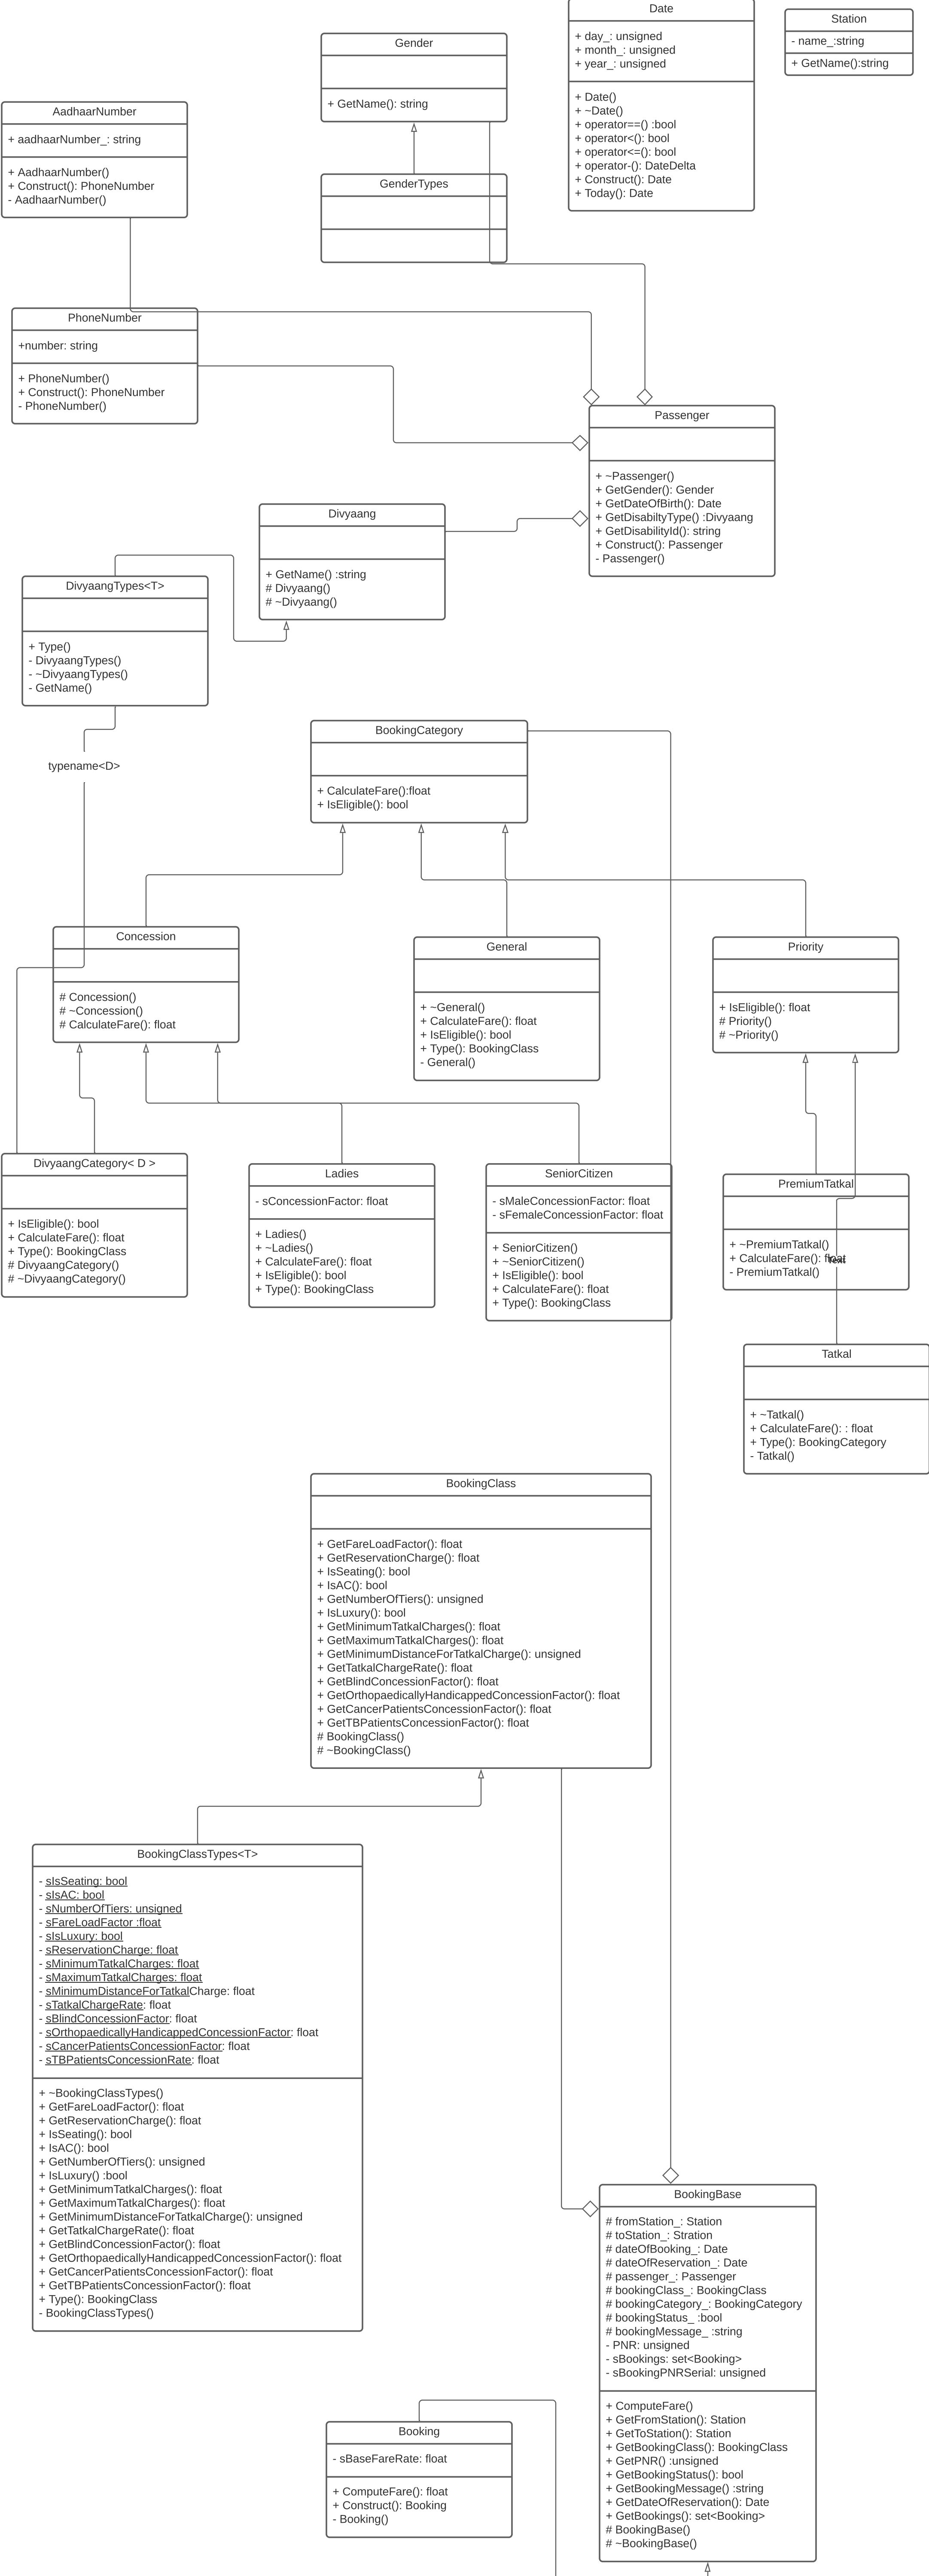 Date
+ day_: unsigned
+ month_: unsigned
+ year_: unsigned
+ Date()
+ ~Date()
+ operator==() :bool
+ operator<(): bool
+ operator<=(): bool
+ operator-(): DateDelta
+ Construct(): Date
+ Today(): Date
Station
- name_:string
+ GetName():string
Gender
+ GetName(): string
AadhaarNumber
+ aadhaarNumber_: string
+ AadhaarNumber()
+ Construct(): PhoneNumber
- AadhaarNumber()
GenderTypes
PhoneNumber
+number: string
+ PhoneNumber()
+ Construct(): PhoneNumber
- PhoneNumber()
Passenger
+ ~Passenger()
+ GetGender(): Gender
+ GetDateOfBirth(): Date
+ GetDisabiltyType() :Divyaang
+ GetDisabilityId(): string
+ Construct(): Passenger
- Passenger()
Divyaang
+ GetName() :string
# Divyaang()
# ~Divyaang()
DivyaangTypes<T>
+ Type()
- DivyaangTypes()
- ~DivyaangTypes()
- GetName()
typename<D>
BookingCategory
+ CalculateFare():float
+ IsEligible(): bool
Concession
# Concession()
# ~Concession()
# CalculateFare(): float
General
+ ~General()
+ CalculateFare(): float
+ IsEligible(): bool
+ Type(): BookingClass
- General()
Priority
+ IsEligible(): float
# Priority()
# ~Priority()
DivyaangCategory< D >
+ IsEligible(): bool
+ CalculateFare(): float
+ Type(): BookingClass
# DivyaangCategory()
# ~DivyaangCategory()
Ladies
- sConcessionFactor: float
+ Ladies()
+ ~Ladies()
+ CalculateFare(): float
+ IsEligible(): bool
+ Type(): BookingClass
SeniorCitizen
- sMaleConcessionFactor: float
- sFemaleConcessionFactor: float
+ SeniorCitizen()
+ ~SeniorCitizen()
+ IsEligible(): bool
+ CalculateFare(): float
+ Type(): BookingClass
PremiumTatkal
+ ~PremiumTatkal()
+ CalculateFare(): float
Text
- PremiumTatkal()
Tatkal
+ ~Tatkal()
+ CalculateFare(): : float
+ Type(): BookingCategory
- Tatkal()
BookingClass
+ GetFareLoadFactor(): float
+ GetReservationCharge(): float
+ IsSeating(): bool
+ IsAC(): bool
+ GetNumberOfTiers(): unsigned
+ IsLuxury(): bool
+ GetMinimumTatkalCharges(): float
+ GetMaximumTatkalCharges(): float
+ GetMinimumDistanceForTatkalCharge(): unsigned
+ GetTatkalChargeRate(): float
+ GetBlindConcessionFactor(): float
+ GetOrthopaedicallyHandicappedConcessionFactor(): float
+ GetCancerPatientsConcessionFactor(): float
+ GetTBPatientsConcessionFactor(): float
# BookingClass()
# ~BookingClass()
BookingClassTypes<T>
- sIsSeating: bool
- sIsAC: bool
- sNumberOfTiers: unsigned
- sFareLoadFactor :float
- sIsLuxury: bool
- sReservationCharge: float
- sMinimumTatkalCharges: float
- sMaximumTatkalCharges: float
- sMinimumDistanceForTatkalCharge: float
- sTatkalChargeRate: float
- sBlindConcessionFactor: float
- sOrthopaedicallyHandicappedConcessionFactor: float
- sCancerPatientsConcessionFactor: float
- sTBPatientsConcessionRate: float
+ ~BookingClassTypes()
+ GetFareLoadFactor(): float
+ GetReservationCharge(): float
+ IsSeating(): bool
+ IsAC(): bool
+ GetNumberOfTiers(): unsigned
+ IsLuxury() :bool
+ GetMinimumTatkalCharges(): float
+ GetMaximumTatkalCharges(): float
+ GetMinimumDistanceForTatkalCharge(): unsigned
+ GetTatkalChargeRate(): float
+ GetBlindConcessionFactor(): float
+ GetOrthopaedicallyHandicappedConcessionFactor(): float
+ GetCancerPatientsConcessionFactor(): float
+ GetTBPatientsConcessionFactor(): float
+ Type(): BookingClass
- BookingClassTypes()
BookingBase
# fromStation_: Station
# toStation_: Stration
# dateOfBooking_: Date
# dateOfReservation_: Date
# passenger_: Passenger
# bookingClass_: BookingClass
# bookingCategory_: BookingCategory
# bookingStatus_ :bool
# bookingMessage_ :string
- PNR: unsigned
- sBookings: set<Booking>
- sBookingPNRSerial: unsigned
+ ComputeFare()
+ GetFromStation(): Station
+ GetToStation(): Station
+ GetBookingClass(): BookingClass
+ GetPNR() :unsigned
+ GetBookingStatus(): bool
+ GetBookingMessage() :string
+ GetDateOfReservation(): Date
+ GetBookings(): set<Booking>
# BookingBase()
# ~BookingBase()
Booking
- sBaseFareRate: float
+ ComputeFare(): float
+ Construct(): Booking
- Booking()